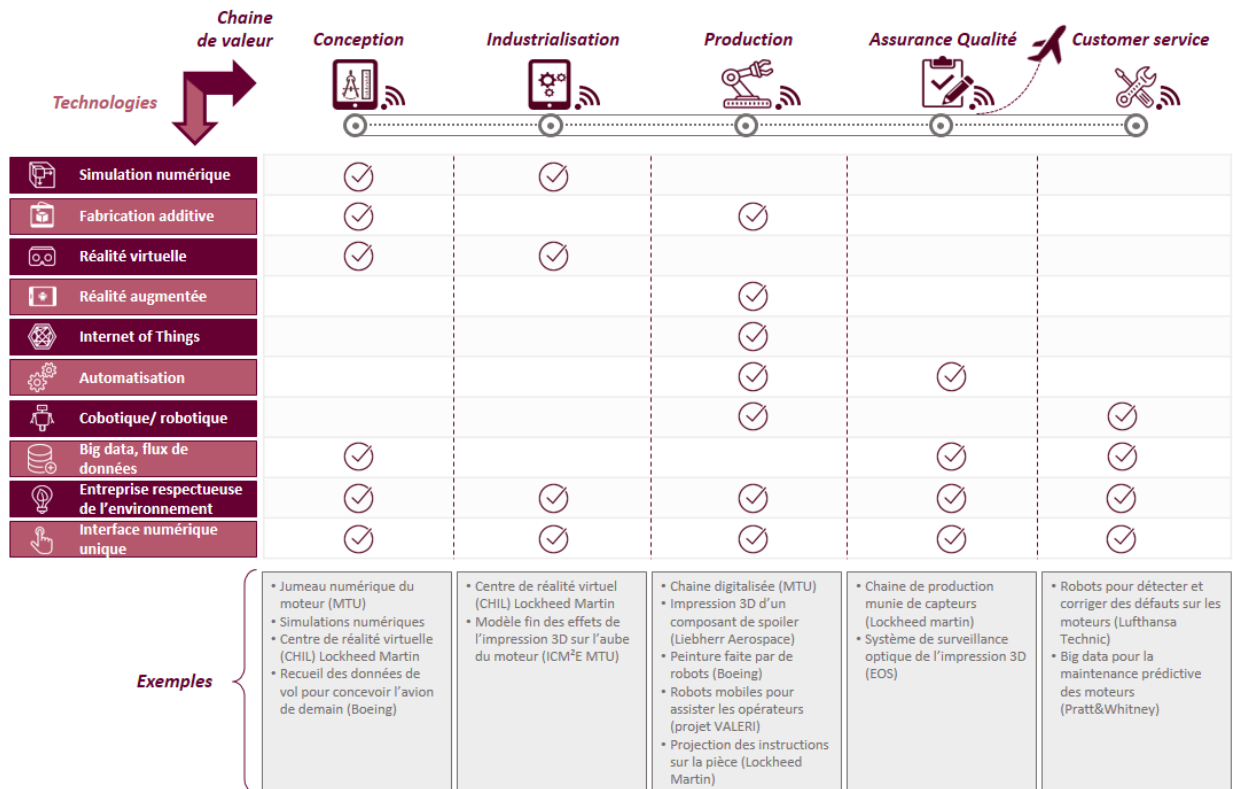 Chaine
de valeur
Conception
Industrialisation
Production
Assurance Qualité
Customer service
Technologies
Simulation numérique
Fabrication additive
Réalité virtuelle
Réalité augmentée
Internet of Things
Automatisation
Cobotique/ robotique
Big data, flux de
données
Entreprise respectueuse
de l'environnement
Interface numérique
unique
Exemples
• Jumeau numérique du
moteur (MTU)
• Simulations numériques
• Centre de réalité virtuelle
(CHIL) Lockheed Martin
• Recueil des données de
vol pour concevoir l'avion
de demain (Boeing)
• Centre de réalité virtuel
(CHIL) Lockheed Martin
• Modèle fin des effets de
l'impression 3D sur l'aube
du moteur (ICM²E MTU)
• Chaine digitalisée (MTU)
• Impression 3D d'un
composant de spoiler
(Liebherr Aerospace)
• Peinture faite par de
robots (Boeing)
• Robots mobiles pour
assister les opérateurs
(projet VALERI)
• Projection des instructions
sur la pièce (Lockheed
Martin)
• Chaine de production
munie de capteurs
(Lockheed martin)
• Système de surveillance
optique de l'impression 3D
(EOS)
• Robots pour détecter et
corriger des défauts sur les
moteurs (Lufthansa
Technic)
• Big data pour la
maintenance prédictive
des moteurs
(Pratt&Whitney)